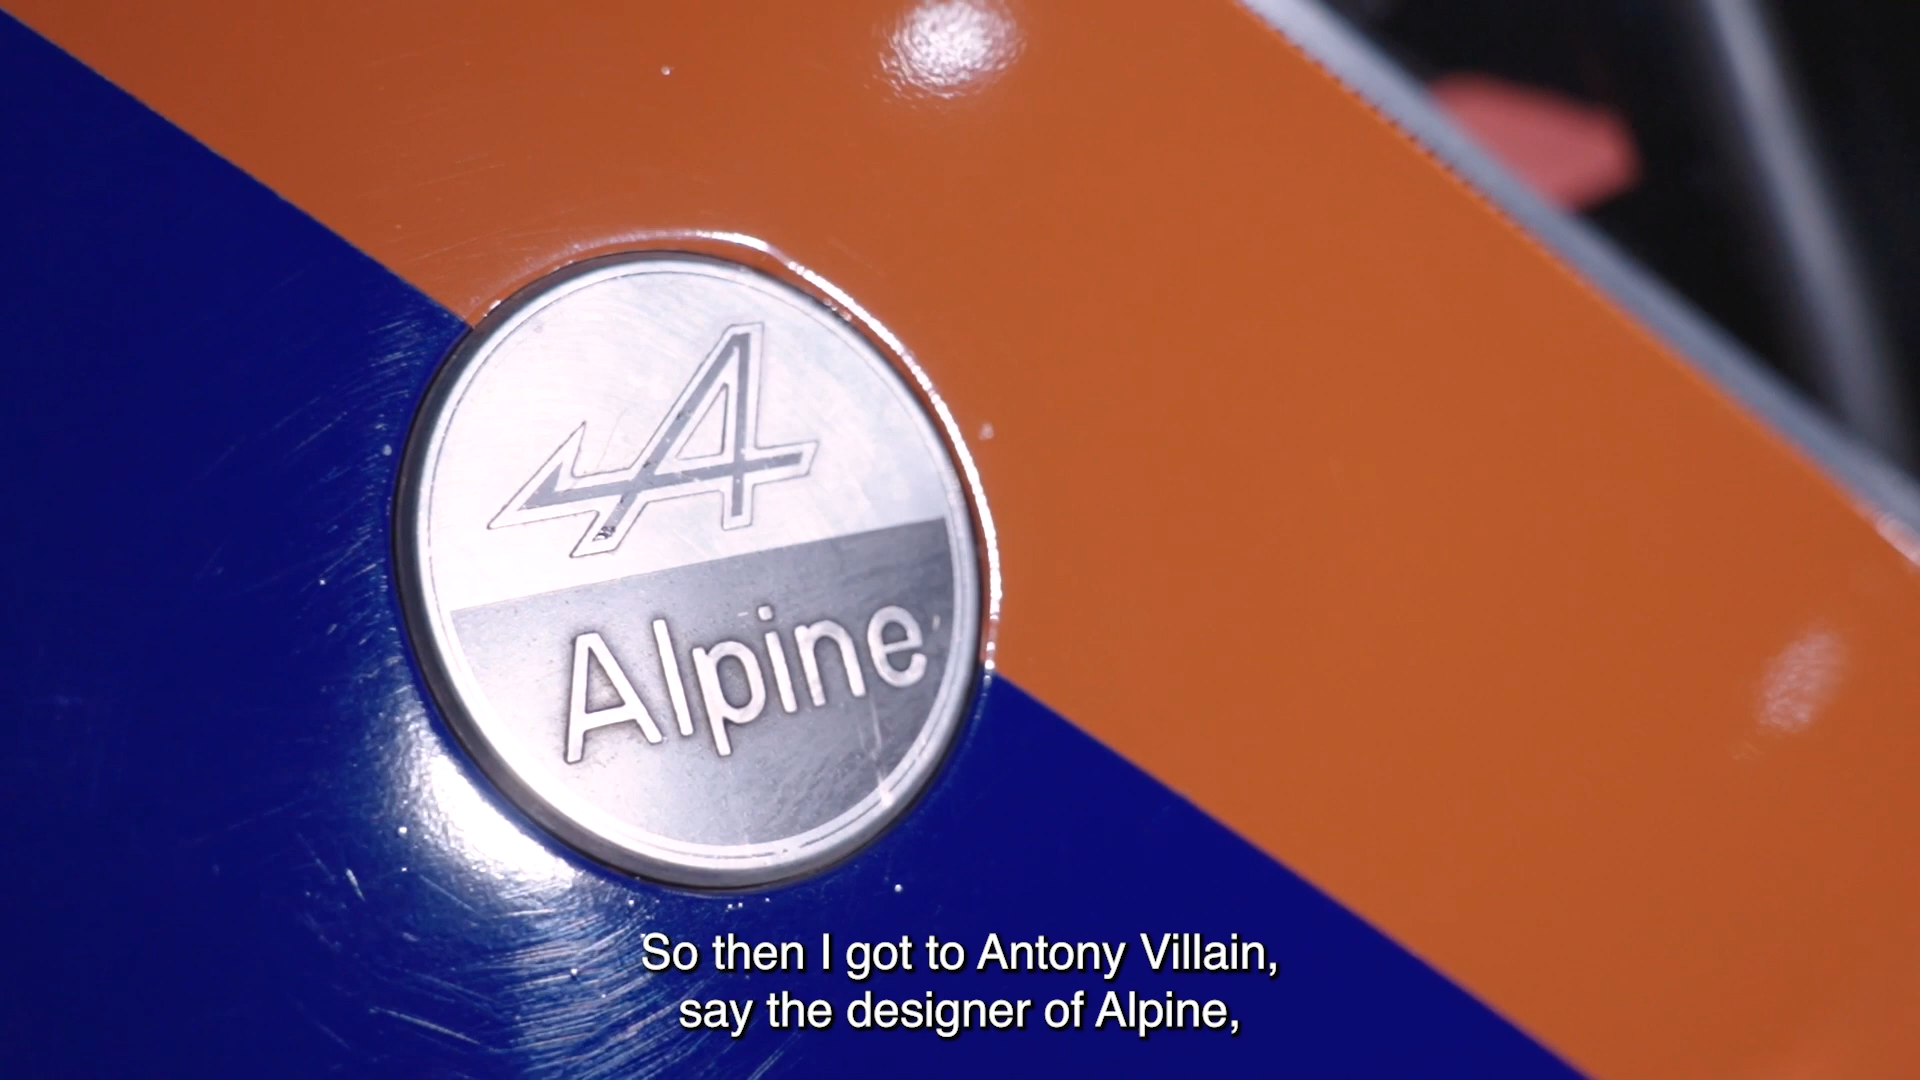 A
Alpine
So then I got to Antony Villain,
say the designer of Alpine,